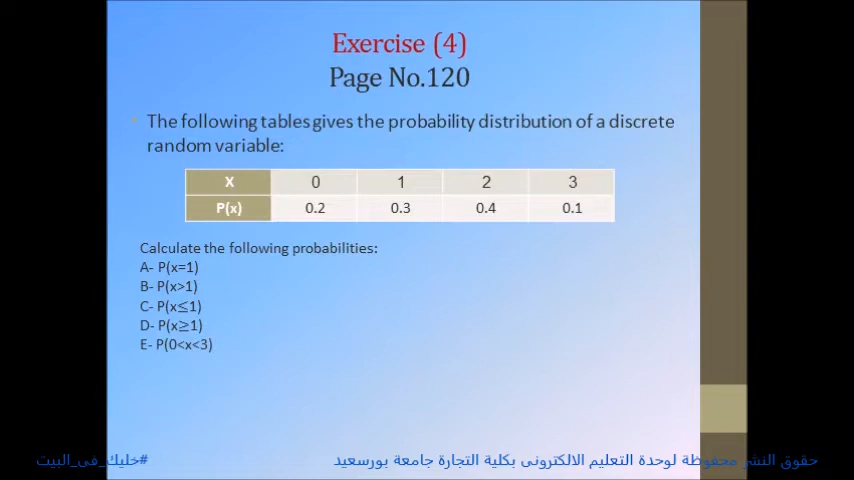 Exercise (4)
Page No.120
• The following tables gives the probability distribution of a discrete
random variable:
X 0 1 2 3
P(x) 0.2 0.3 0.4 0.1
Calculate the following probabilities:
A- P(x=1)
B- P(x>1)
C- P(x≤1)
D- P(x≥1)
E- P(0<x<3)
حقوق النشر محفوظة لوحدة التعليم الالكترونى بكلية التجارة جامعة بورسعيد
#خليك_فى_البيت